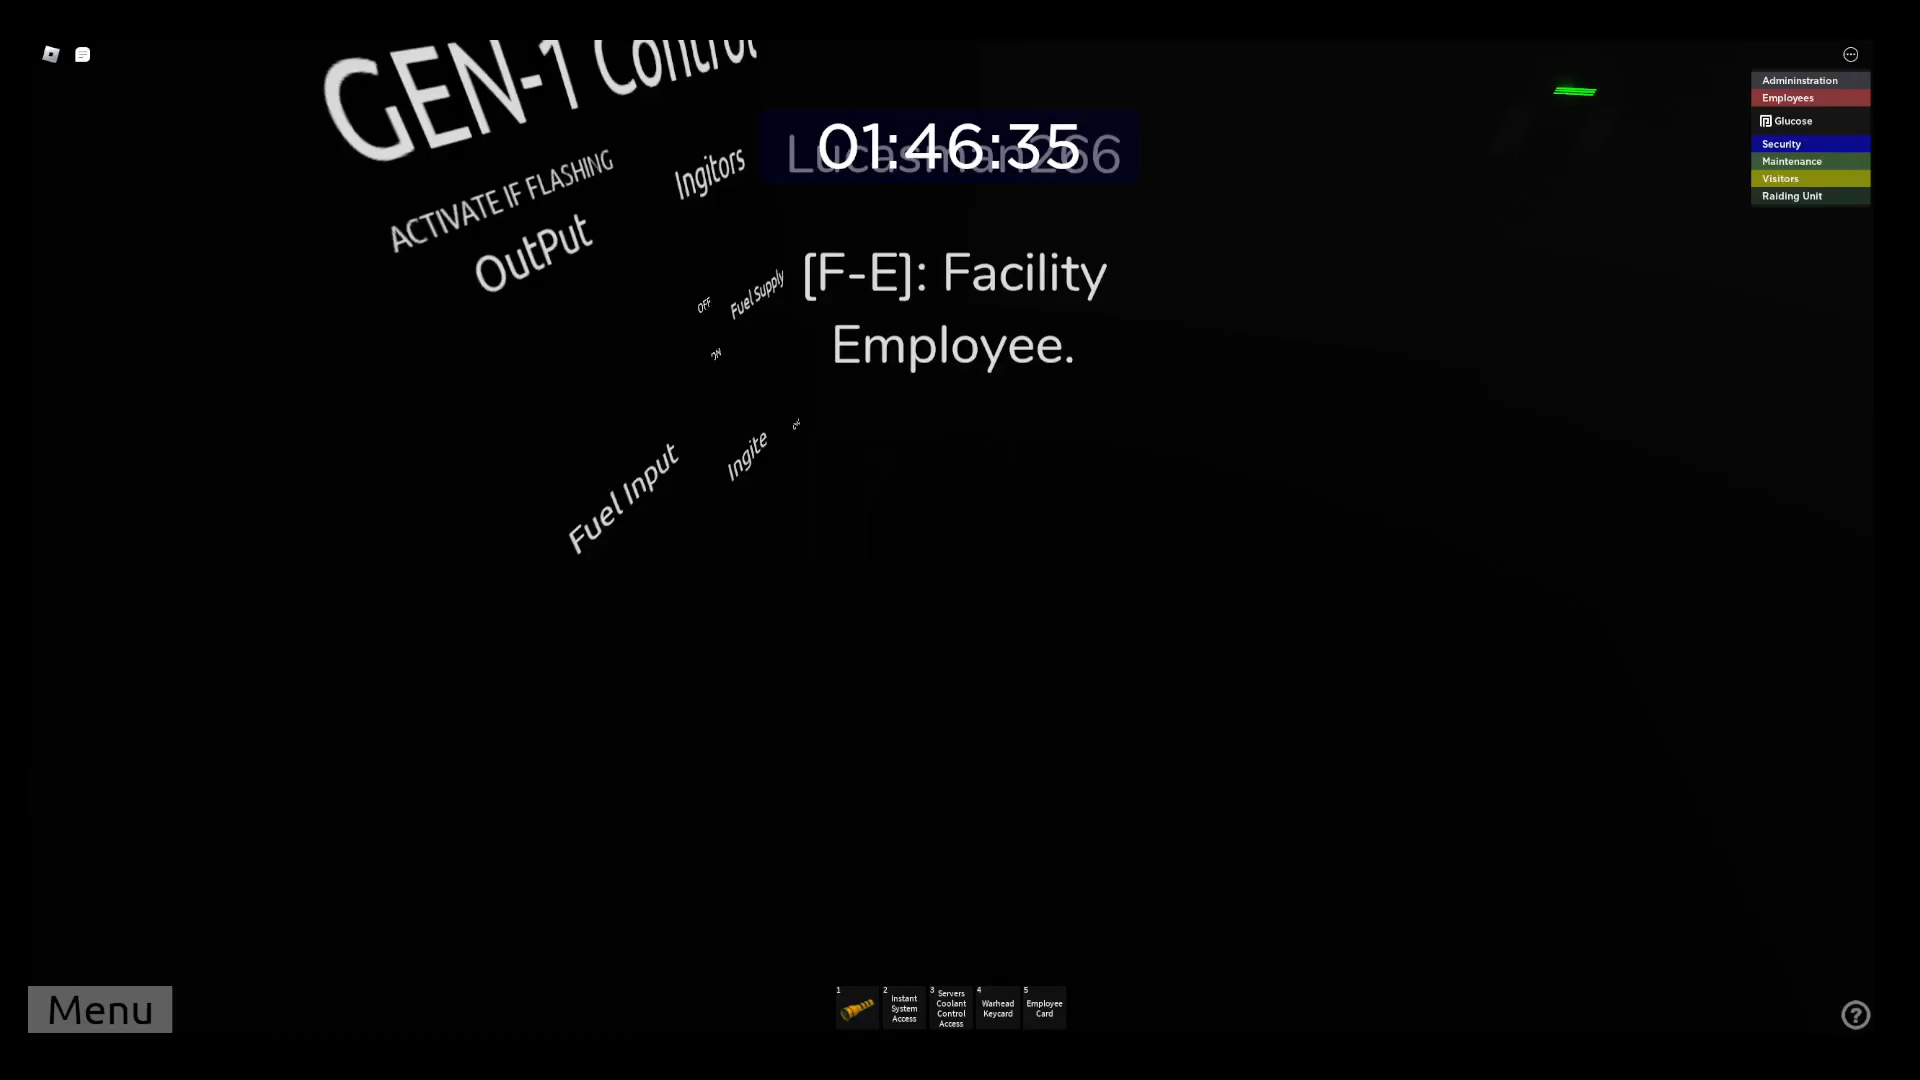 GEN-1 Control
ACTIVATE IF FLASHING
OutPut
Ingitors
OFF
Fuel Supply
ON
Fuel Input
Ingite
01:46:35
Lucasman266
[F-E]: Facility
Employee.
Admininstration
Employees
Glucose
Security
Maintenance
Visitors
Raiding Unit
Menu
1
2
Instant
System
Access
3
Servers
Coolant
Control
Access
4
Warhead
Keycard
5
Employee
Card
?